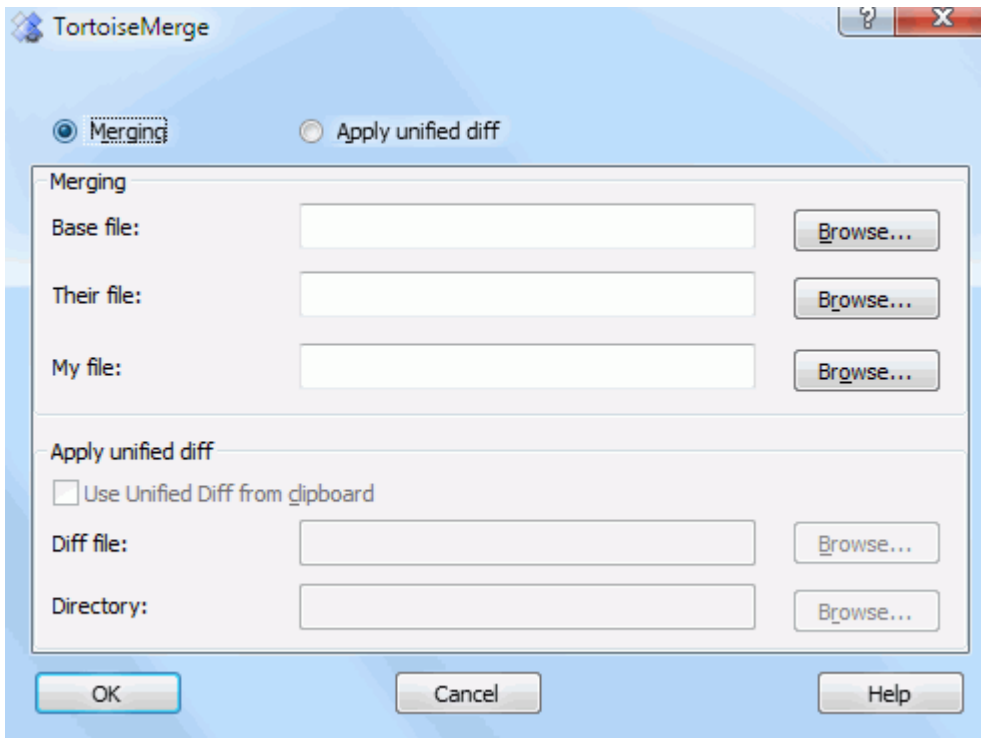 TortoiseMerge ? X
Merging Apply unified diff
Merging
Base file: Browse...
Their file: Browse...
My file: Browse...
Apply unified diff
Use Unified Diff from clipboard
Diff file: Browse...
Directory: Browse...
OK Cancel Help